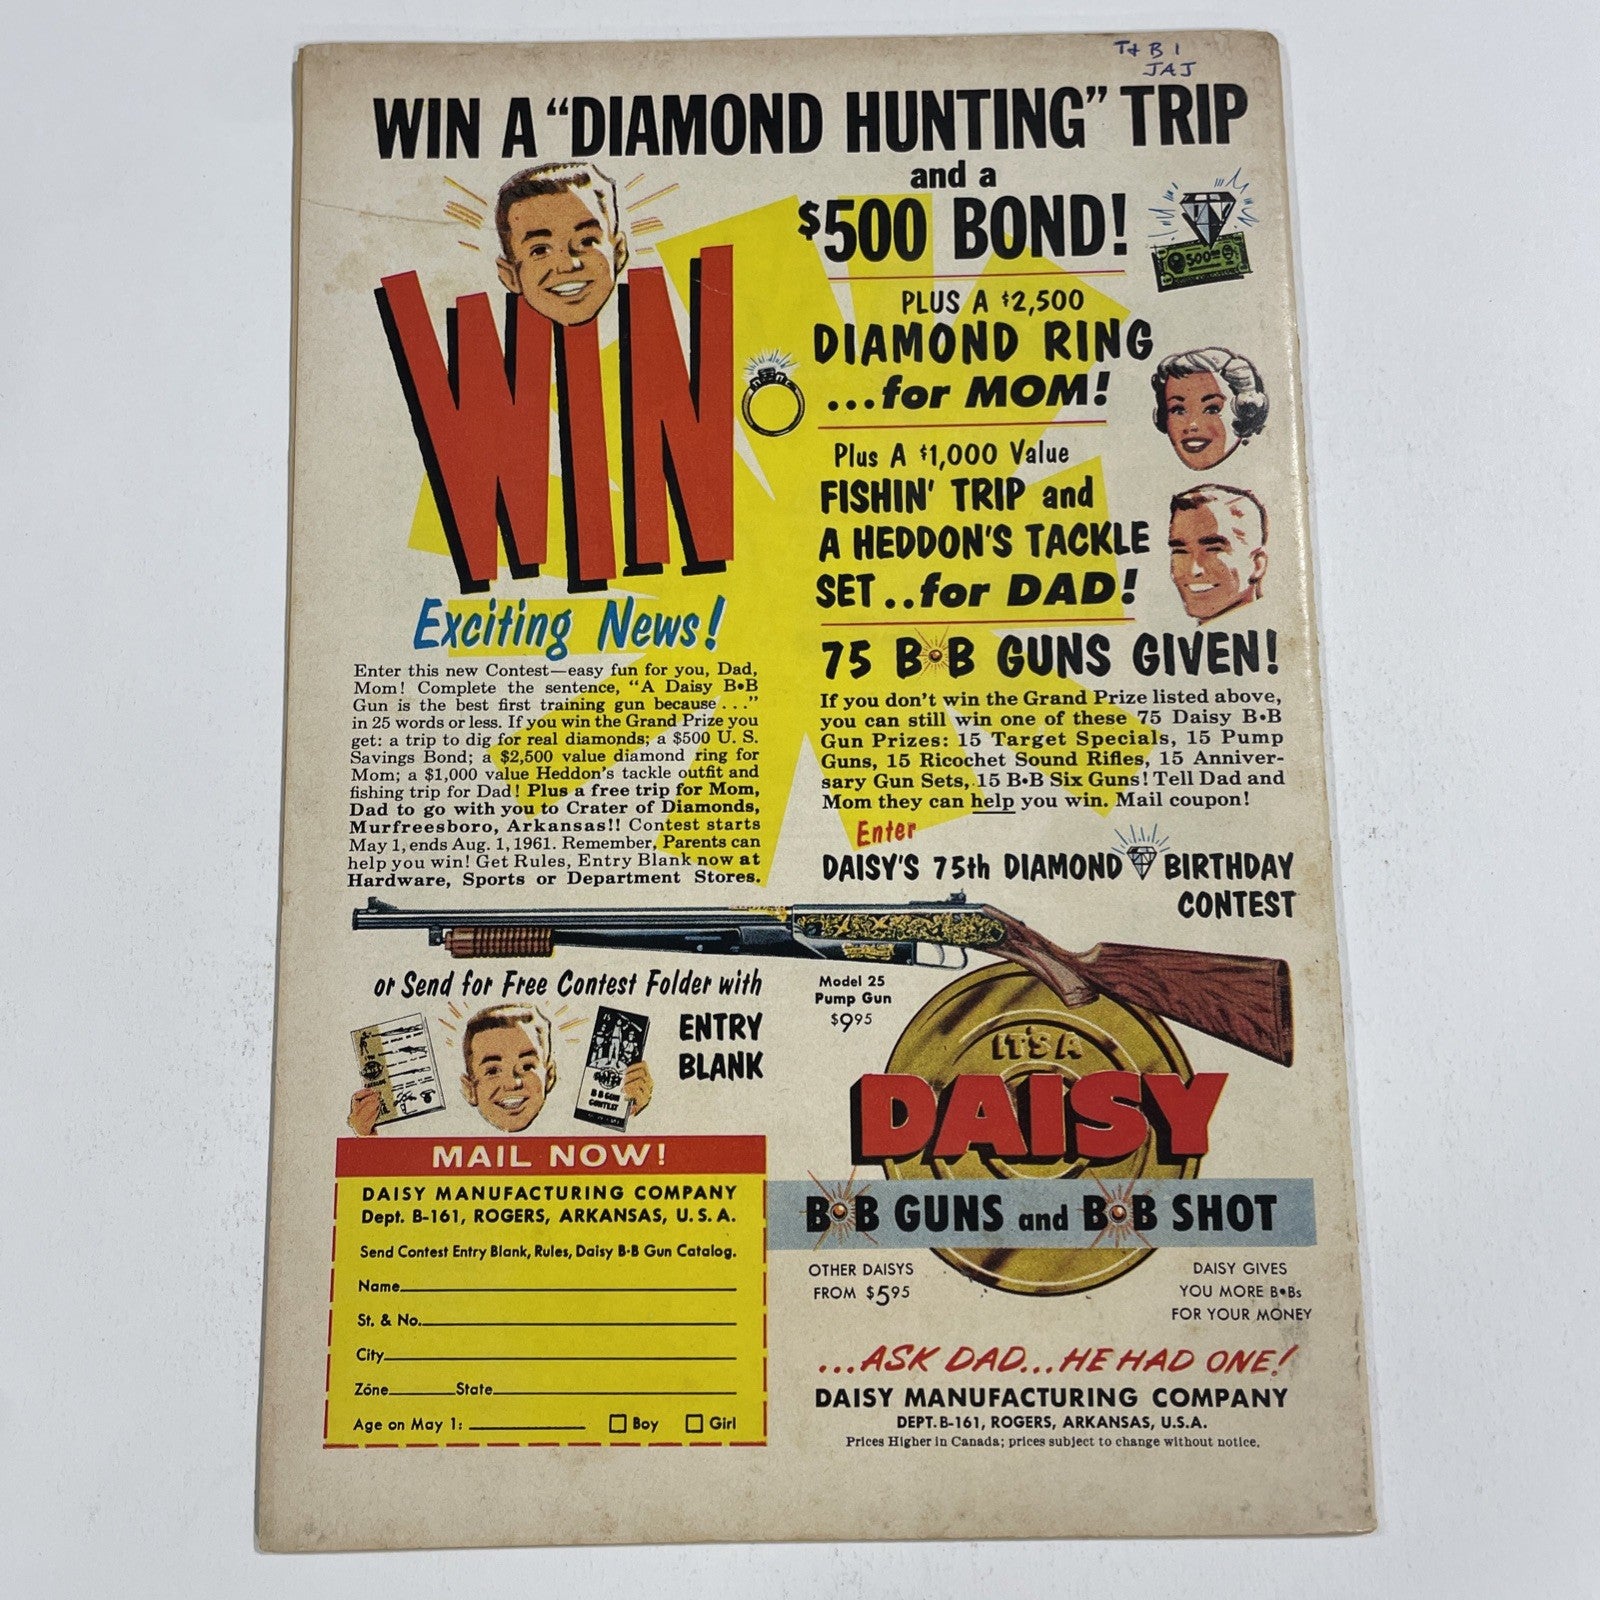 T+ B 1
JAJ
WIN A "DIAMOND HUNTING" TRIP
and a
$500 BOND!
500
PLUS A $2,500
DIAMOND RING
...for MOM!
Plus A $1,000 Value
FISHIN' TRIP and
A HEDDON'S TACKLE
SET..for DAD!
WIN
Exciting News!
Enter this new Contest—easy fun for you, Dad,
Mom! Complete the sentence, "A Daisy B•B
Gun is the best first training gun because . . ."
in 25 words or less. If you win the Grand Prize you
get: a trip to dig for real diamonds; a $500 U. S.
Savings Bond; a $2,500 value diamond ring for
Mom; a $1,000 value Heddon's tackle outfit and
fishing trip for Dad! Plus a free trip for Mom,
Dad to go with you to Crater of Diamonds,
Murfreesboro, Arkansas!! Contest starts
May 1, ends Aug. 1, 1961. Remember, Parents can
help you win! Get Rules, Entry Blank now at
Hardware, Sports or Department Stores.
75 B•B GUNS GIVEN!
If you don't win the Grand Prize listed above,
you can still win one of these 75 Daisy B•B
Gun Prizes: 15 Target Specials, 15 Pump
Guns, 15 Ricochet Sound Rifles, 15 Anniver-
sary Gun Sets, 15 B•B Six Guns! Tell Dad and
Mom they can help you win. Mail coupon!
Enter
DAISY'S 75th DIAMOND BIRTHDAY
CONTEST
or Send for Free Contest Folder with
ENTRY
BLANK
B•B GUN
CONTEST
Model 25
Pump Gun
$9.95
IT'S A
DAISY
B•B GUNS and B•B SHOT
OTHER DAISYS
FROM $5.95
DAISY GIVES
YOU MORE B•Bs
FOR YOUR MONEY
...ASK DAD...HE HAD ONE!
DAISY MANUFACTURING COMPANY
DEPT. B-161, ROGERS, ARKANSAS, U.S.A.
Prices Higher in Canada; prices subject to change without notice.
MAIL NOW!
DAISY MANUFACTURING COMPANY
Dept. B-161, ROGERS, ARKANSAS, U. S. A.
Send Contest Entry Blank, Rules, Daisy B•B Gun Catalog.
Name
St. & No.
City
Zone State
Age on May 1: Boy Girl